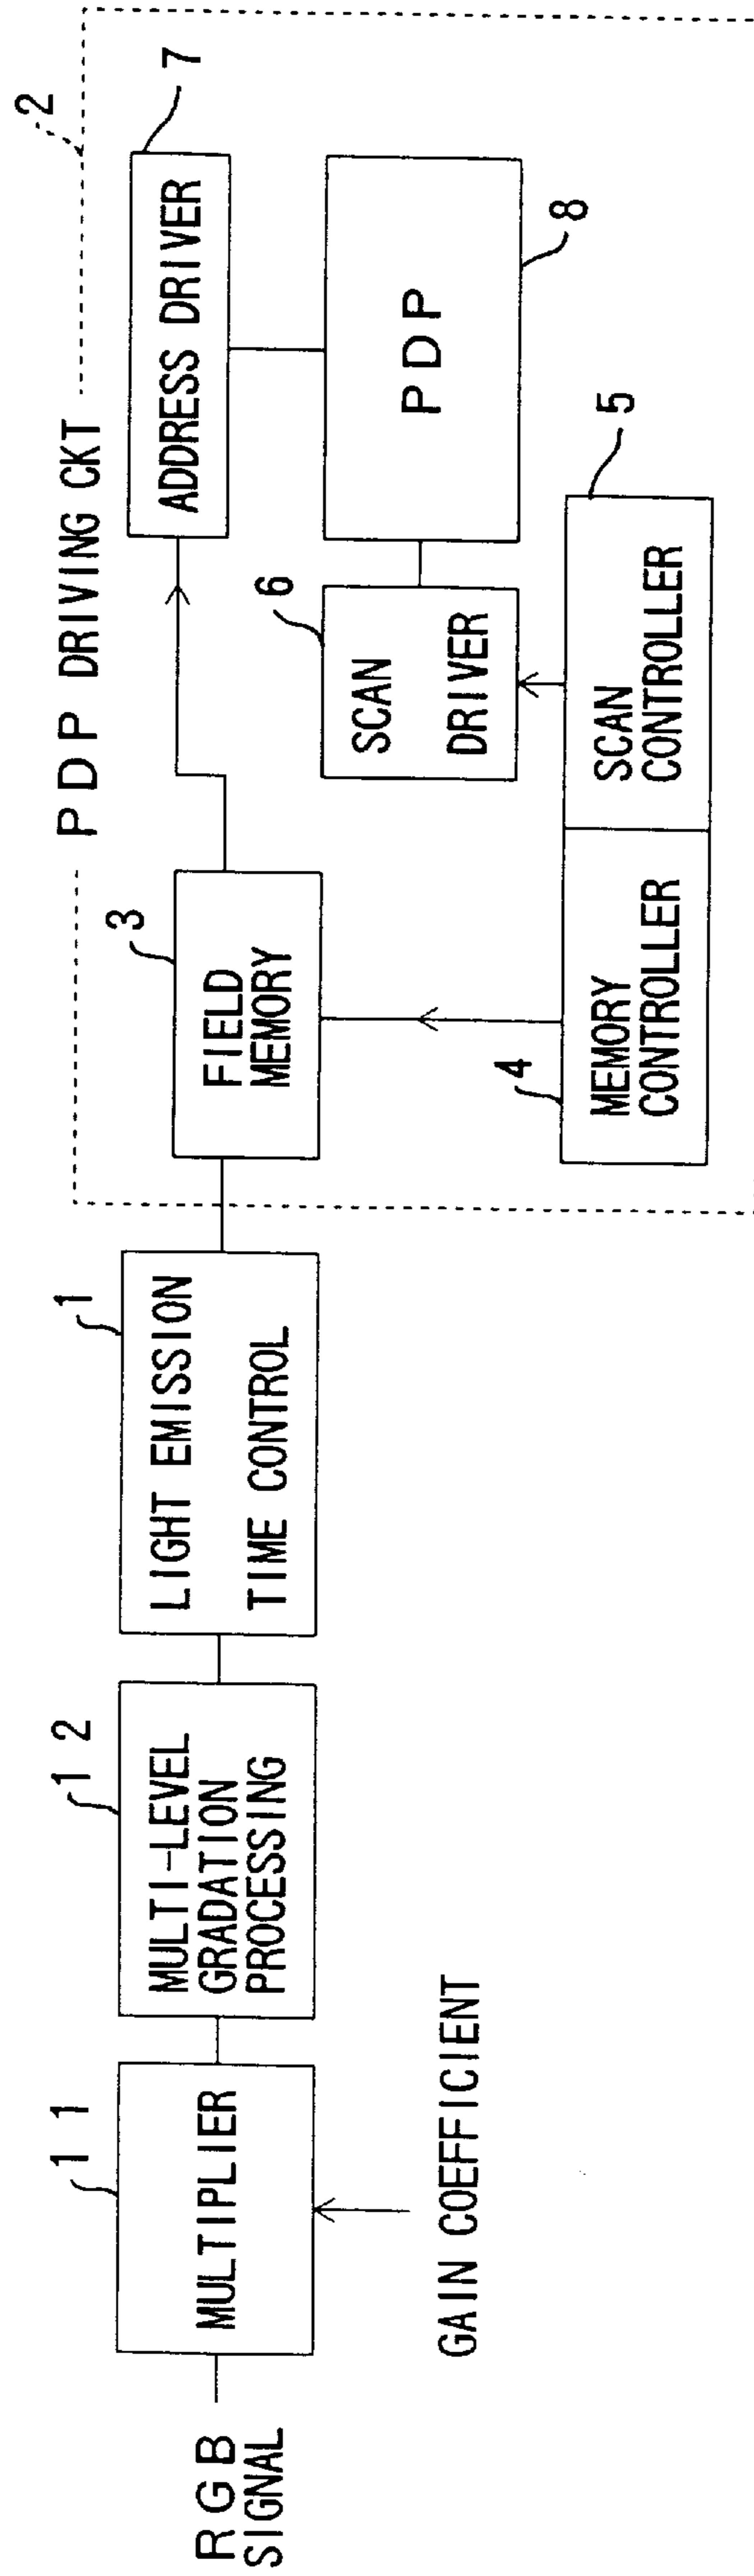 RGB
SIGNAL
11
MULTIPLIER
GAIN COEFFICIENT
12
MULTI-LEVEL
GRADATION
PROCESSING
1
LIGHT EMISSION
TIME CONTROL
PDP DRIVING CKT
2
3
FIELD
MEMORY
4
MEMORY
CONTROLLER
5
SCAN
CONTROLLER
6
SCAN
DRIVER
7
ADDRESS DRIVER
PDP
8